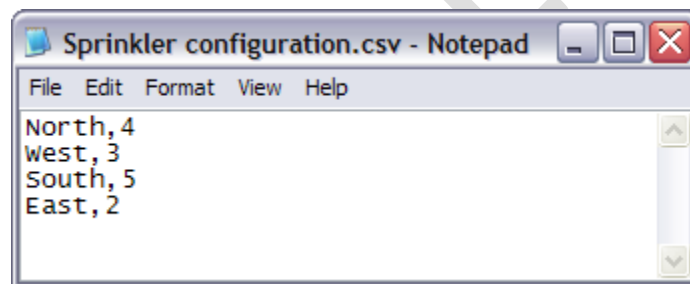 Sprinkler configuration.csv - Notepad
File Edit Format View Help
North,4
West,3
South,5
East,2